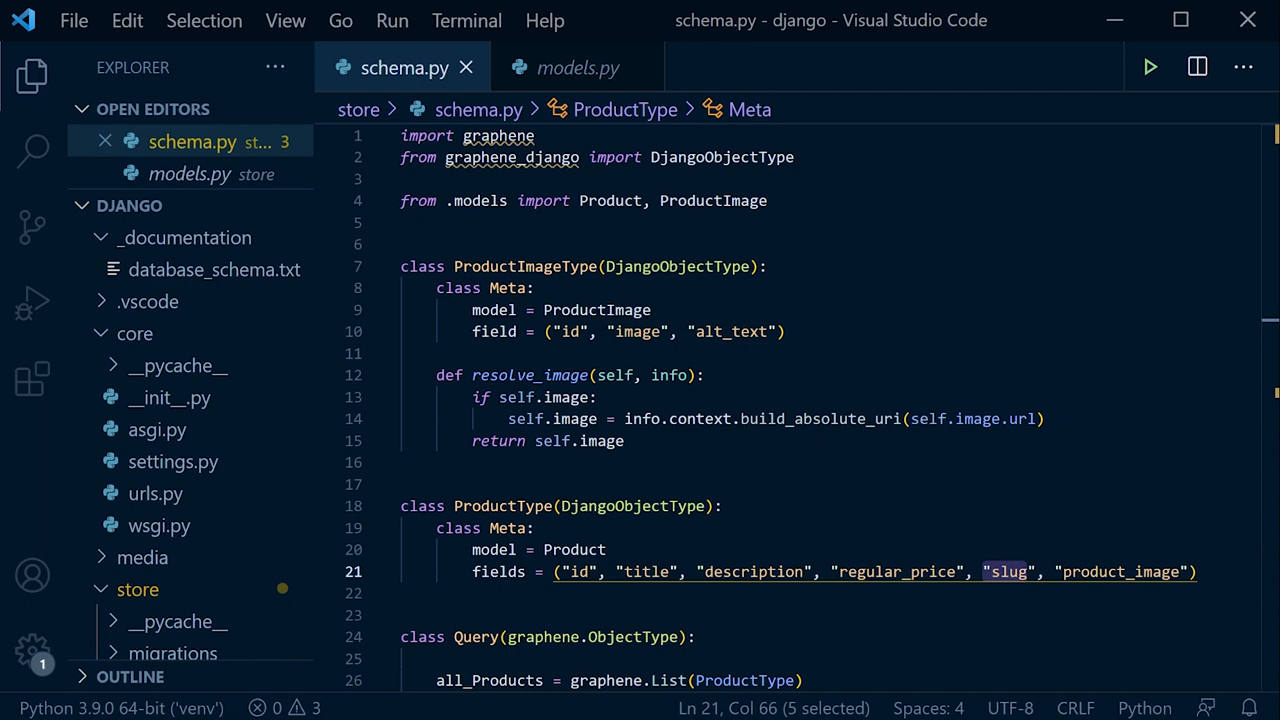 File Edit Selection View Go Run Terminal Help schema.py - django - Visual Studio Code
EXPLORER
schema.py
models.py
OPEN EDITORS
schema.py st... 3
models.py store
DJANGO
_documentation
database_schema.txt
.vscode
core
__pycache__
__init__.py
asgi.py
settings.py
urls.py
wsgi.py
media
store
__pycache__
migrations
OUTLINE
1
store > schema.py > ProductType > Meta
1 import graphene
2 from graphene_django import DjangoObjectType
3
4 from .models import Product, ProductImage
5
6
7 class ProductImageType(DjangoObjectType):
8 class Meta:
9 model = ProductImage
10 field = ("id", "image", "alt_text")
11
12 def resolve_image(self, info):
13 if self.image:
14 self.image = info.context.build_absolute_uri(self.image.url)
15 return self.image
16
17
18 class ProductType(DjangoObjectType):
19 class Meta:
20 model = Product
21 fields = ("id", "title", "description", "regular_price", "slug", "product_image")
22
23
24 class Query(graphene.ObjectType):
25
26 all_Products = graphene.List(ProductType)
Python 3.9.0 64-bit ('venv') 0 3 Ln 21, Col 66 (5 selected) Spaces: 4 UTF-8 CRLF Python